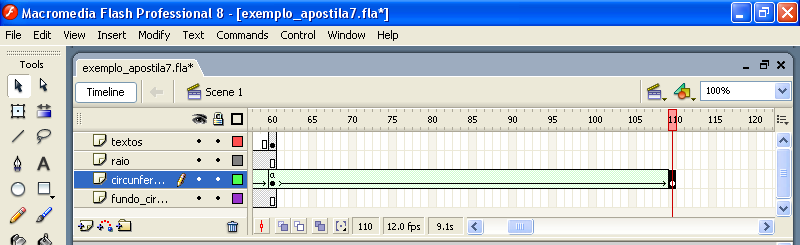 Macromedia Flash Professional 8 - [exemplo_apostila7.fla*]
File Edit View Insert Modify Text Commands Control Window Help
Tools
exemplo_apostila7.fla*
Timeline Scene 1 100%
60 65 70 75 80 85 90 95 100 105 110 115 120
textos
raio
a
circunfer...
fundo_cir...
110 12.0 fps 9.1s
A